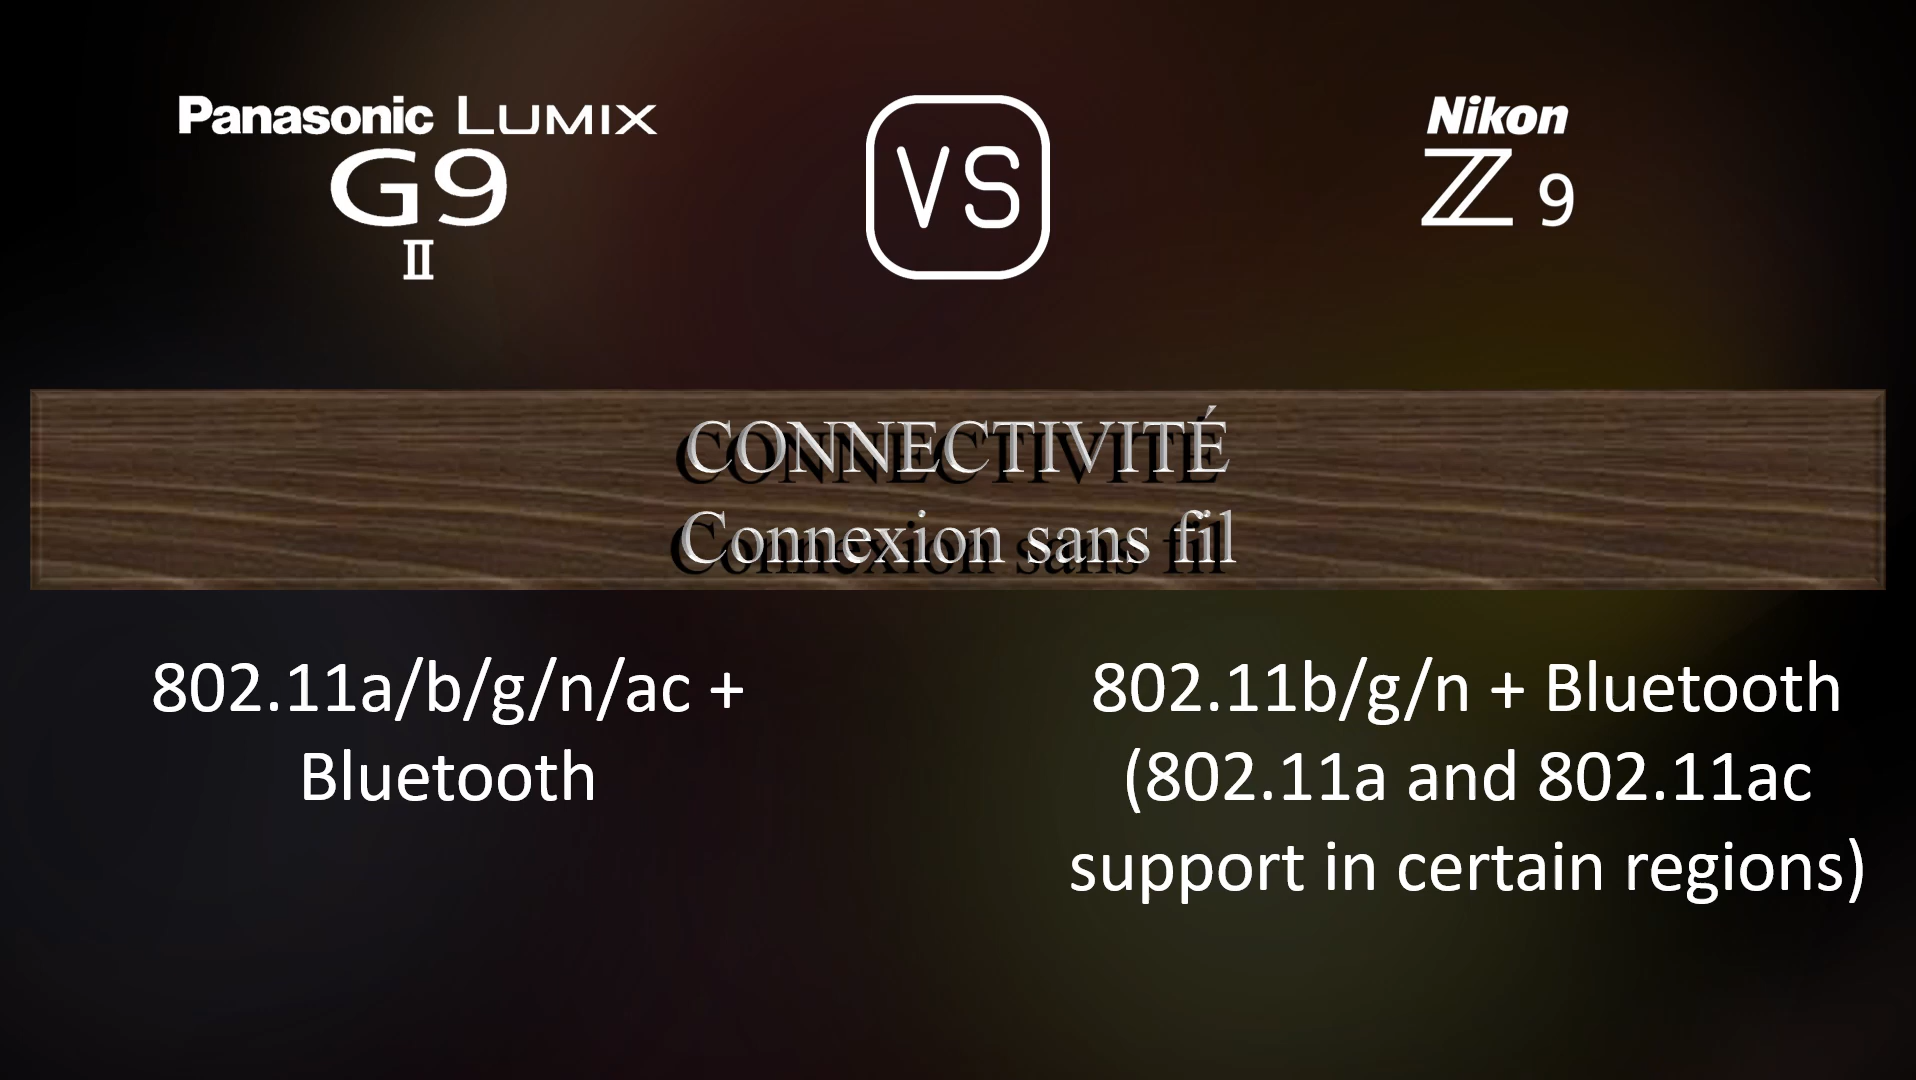 Panasonic LUMIX
G9
II
VS
Nikon
Z 9
CONNECTIVITÉ
Connexion sans fil
802.11a/b/g/n/ac +
Bluetooth
802.11b/g/n + Bluetooth
(802.11a and 802.11ac
support in certain regions)